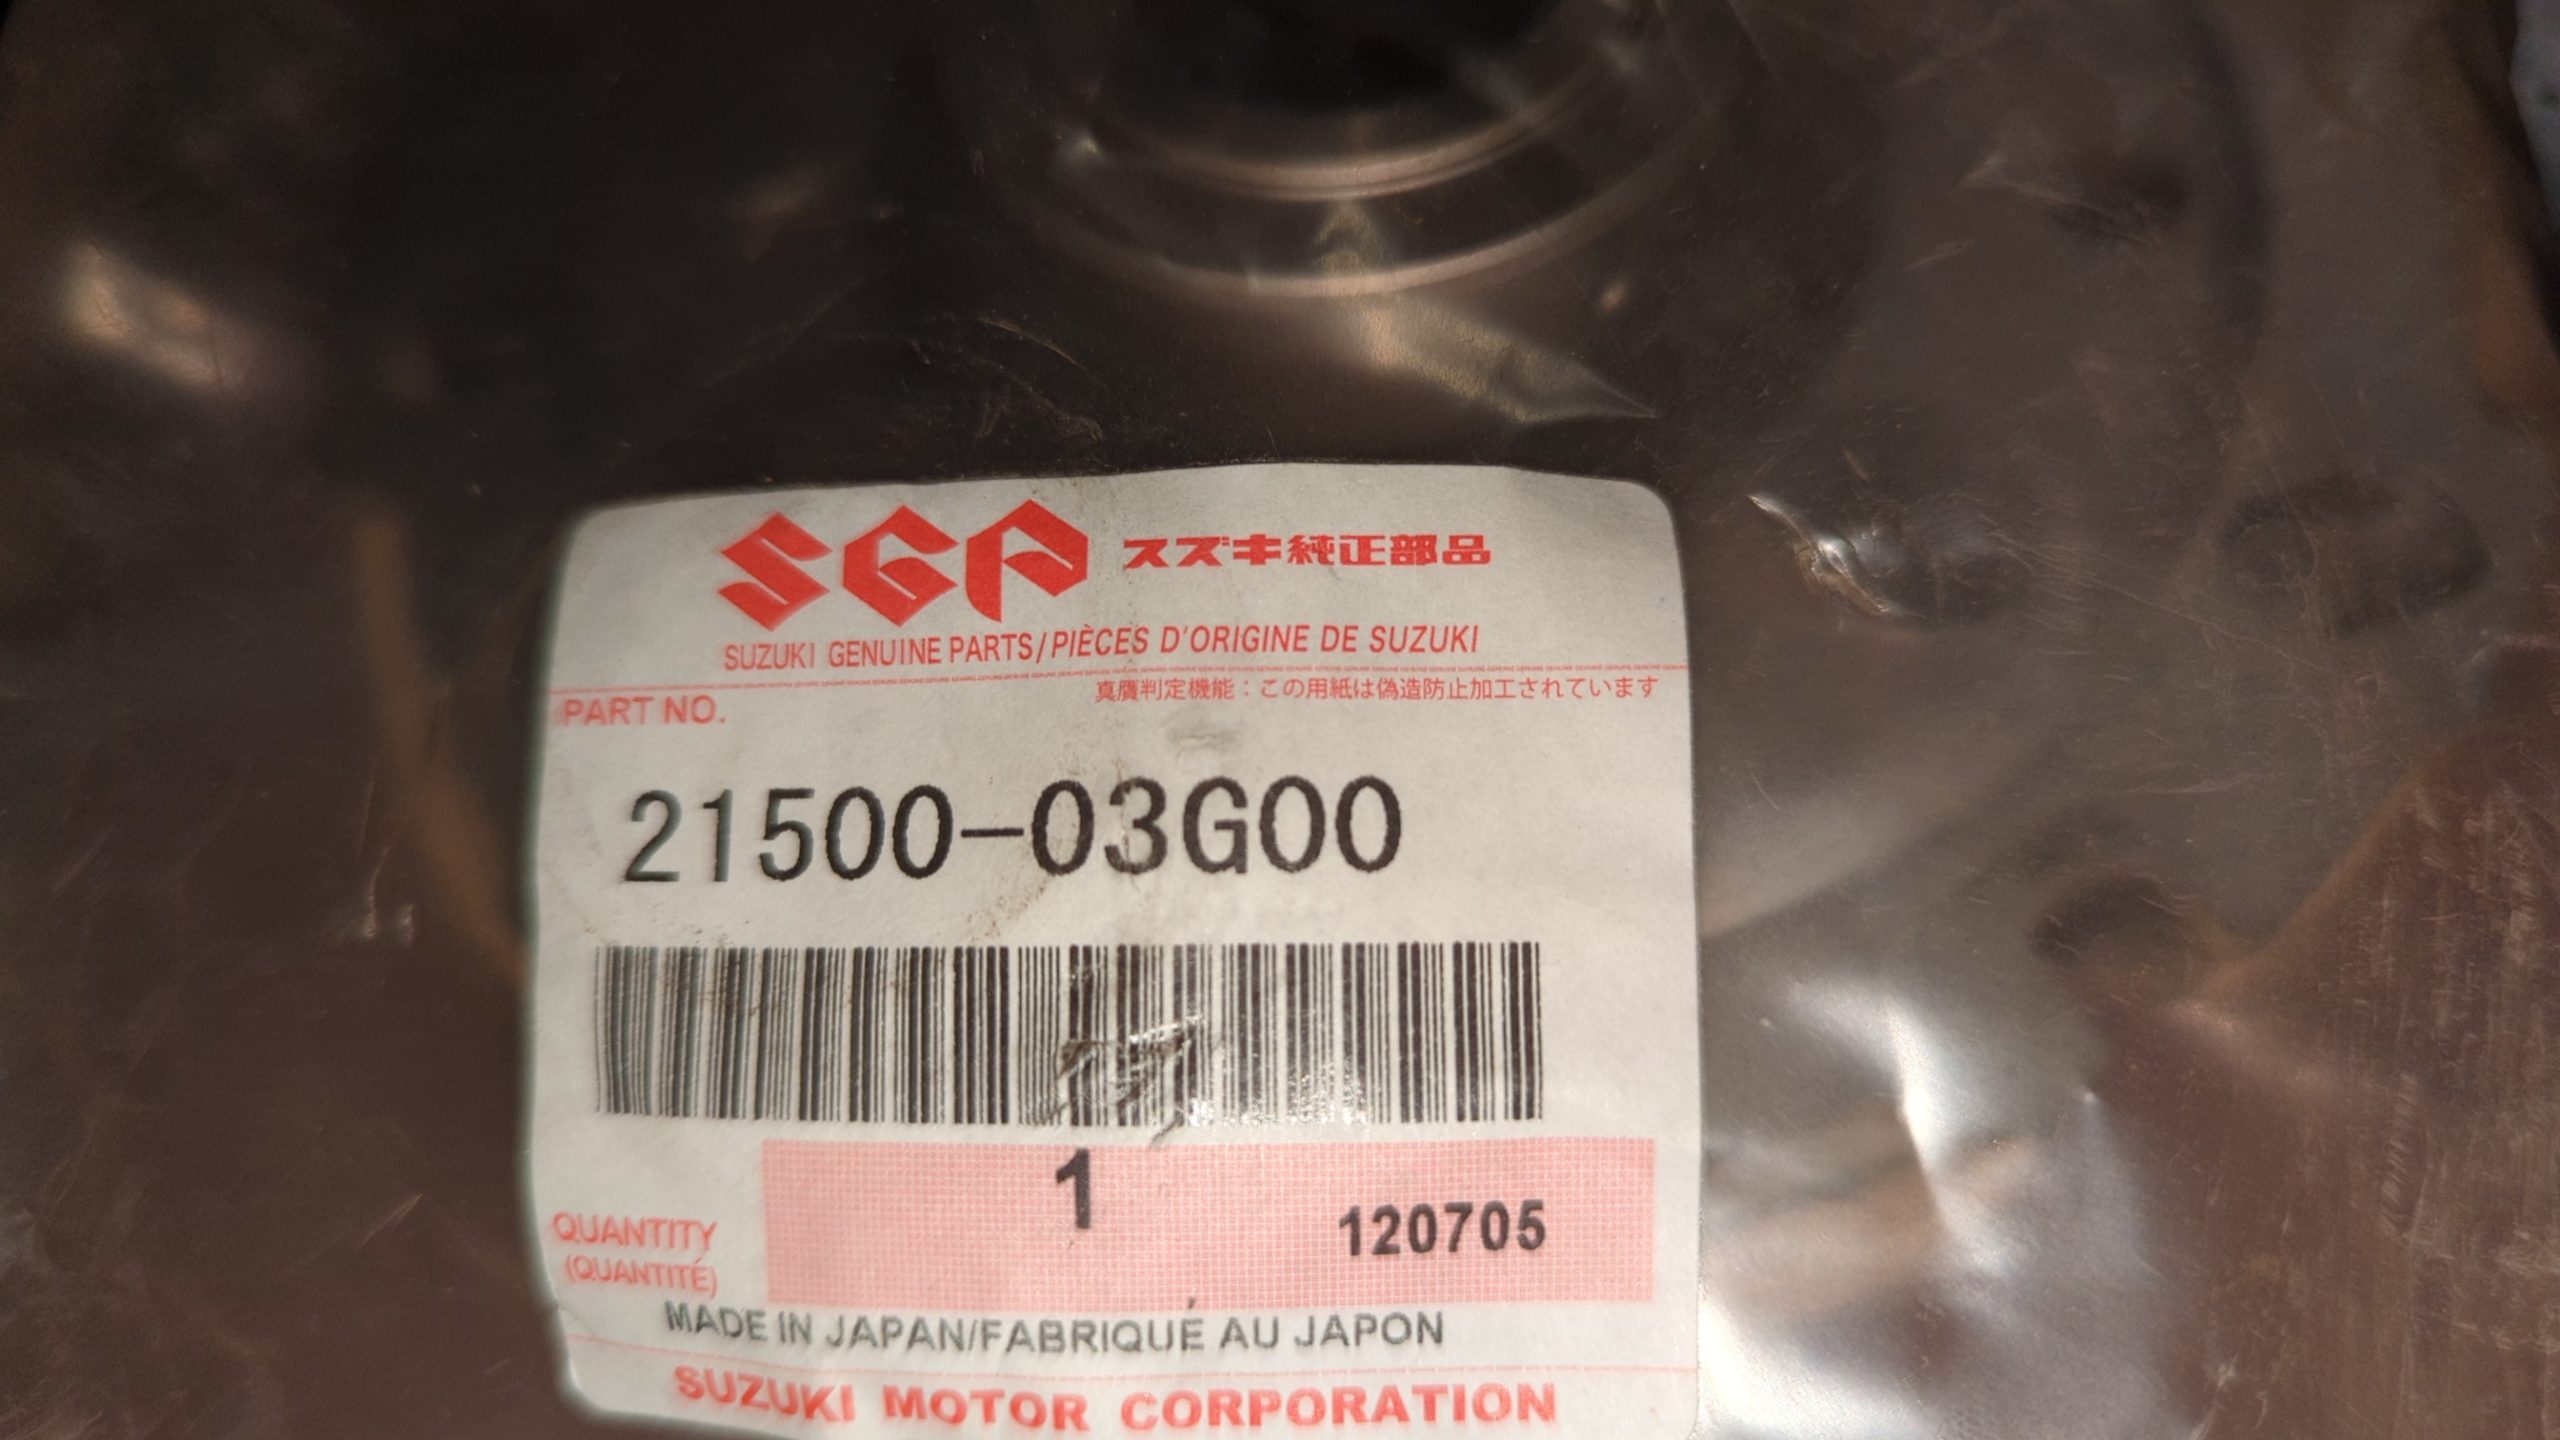 SGP スズキ純正部品
SUZUKI GENUINE PARTS/PIÈCES D'ORIGINE DE SUZUKI
真贋判定機能：この用紙は偽造防止加工されています
PART NO.
21500-03G00
1
120705
QUANTITY
(QUANTITÉ)
MADE IN JAPAN/FABRIQUÉ AU JAPON
SUZUKI MOTOR CORPORATION